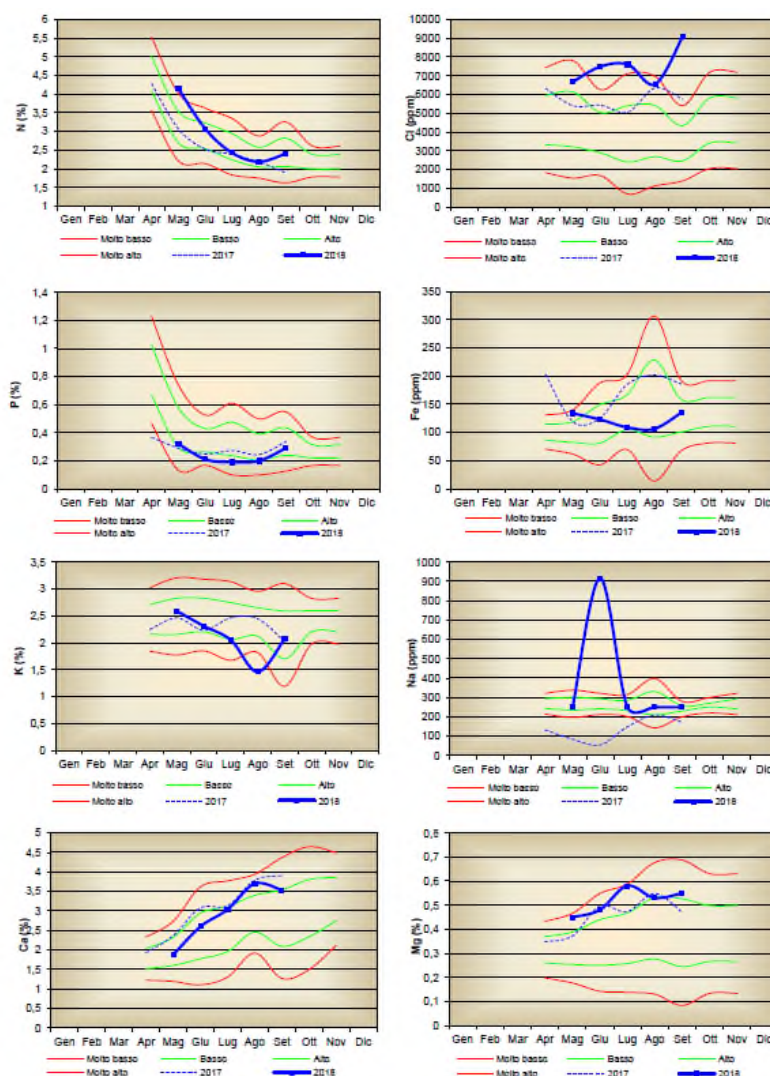 N (%)
6
5,5
5
4,5
4
3,5
3
2,5
2
1,5
1
Gen Feb Mar Apr Mag Giu Lug Ago Set Ott Nov Dic
Molto basso Basso Alto
Molto alto 2017 2018
Cl (ppm)
10000
9000
8000
7000
6000
5000
4000
3000
2000
1000
0
Gen Feb Mar Apr Mag Giu Lug Ago Set Ott Nov Dic
Molto basso Basso Alto
Molto alto 2017 2018
P (%)
1,4
1,2
1
0,8
0,6
0,4
0,2
0
Gen Feb Mar Apr Mag Giu Lug Ago Set Ott Nov Dic
Molto basso Basso Alto
Molto alto 2017 2018
Fe (ppm)
350
300
250
200
150
100
50
0
Gen Feb Mar Apr Mag Giu Lug Ago Set Ott Nov Dic
Molto basso Basso Alto
Molto alto 2017 2018
K (%)
3,5
3
2,5
2
1,5
1
0,5
0
Gen Feb Mar Apr Mag Giu Lug Ago Set Ott Nov Dic
Molto basso Basso Alto
Molto alto 2017 2018
Na (ppm)
1000
900
800
700
600
500
400
300
200
100
0
Gen Feb Mar Apr Mag Giu Lug Ago Set Ott Nov Dic
Molto basso Basso Alto
Molto alto 2017 2018
Ca (%)
5
4,5
4
3,5
3
2,5
2
1,5
1
0,5
0
Gen Feb Mar Apr Mag Giu Lug Ago Set Ott Nov Dic
Molto basso Basso Alto
Molto alto 2017 2018
Mg (%)
0,8
0,7
0,6
0,5
0,4
0,3
0,2
0,1
0
Gen Feb Mar Apr Mag Giu Lug Ago Set Ott Nov Dic
Molto basso Basso Alto
Molto alto 2017 2018